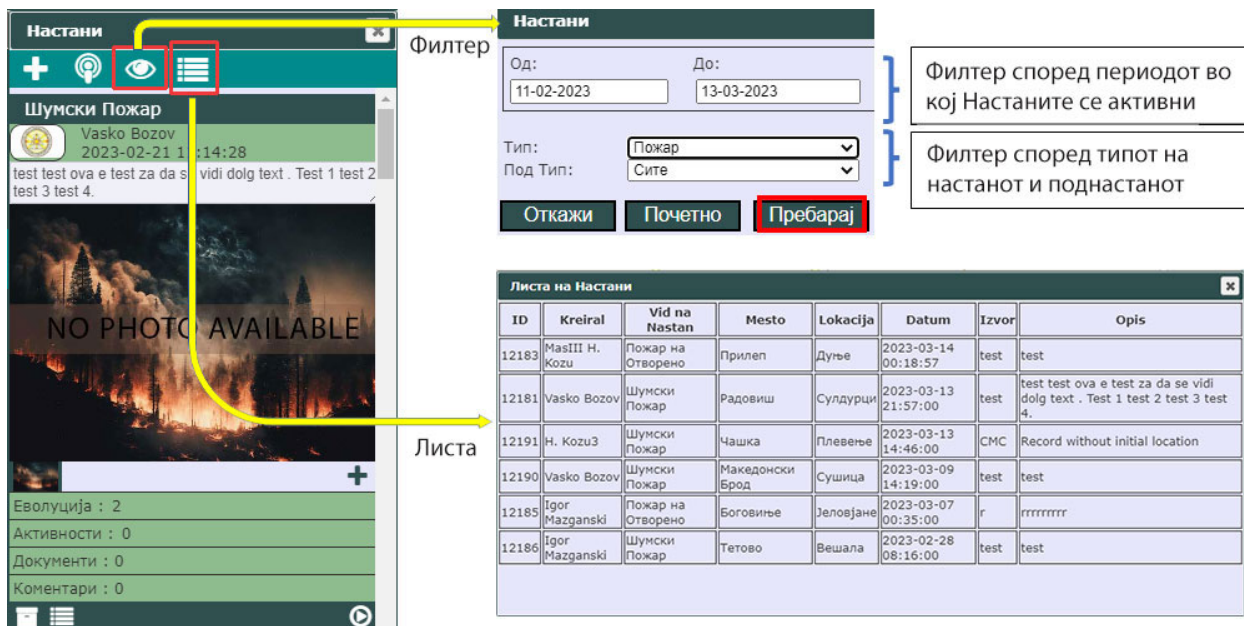 Настани
Шумски Пожар
Vasko Bozov
2023-02-21 1 :14:28
test test ova e test za da se vidi dolg text . Test 1 test 2
test 3 test 4.
NO PHOTO AVAILABLE
Еволуција : 2
Активности : 0
Документи : 0
Коментари : 0
Филтер
Листа
Настани
Од: До:
11-02-2023 13-03-2023
Тип: Пожар
Под Тип: Сите
Откажи Почетно Пребарај
Филтер според периодот во
кој Настаните се активни
Филтер според типот на
настанот и поднастанот
Листа на Настани
ID Kreiral Vid na Nastan Mesto Lokacija Datum Izvor Opis
12183 MasIII H. Kozu Пожар на Отворено Прилеп Дуње 2023-03-14 00:18:57 test test
12181 Vasko Bozov Шумски Пожар Радовиш Сулдурци 2023-03-13 21:57:00 test test test ova e test za da se vidi dolg text . Test 1 test 2 test 3 test 4.
12191 H. Kozu3 Шумски Пожар Чашка Плевење 2023-03-13 14:46:00 CMC Record without initial location
12190 Vasko Bozov Шумски Пожар Македонски Брод Сушица 2023-03-09 14:19:00 test test
12185 Igor Mazganski Пожар на Отворено Боговиње Јеловјане 2023-03-07 00:35:00 r rrrrrrrrr
12186 Igor Mazganski Шумски Пожар Тетово Вешала 2023-02-28 08:16:00 test test